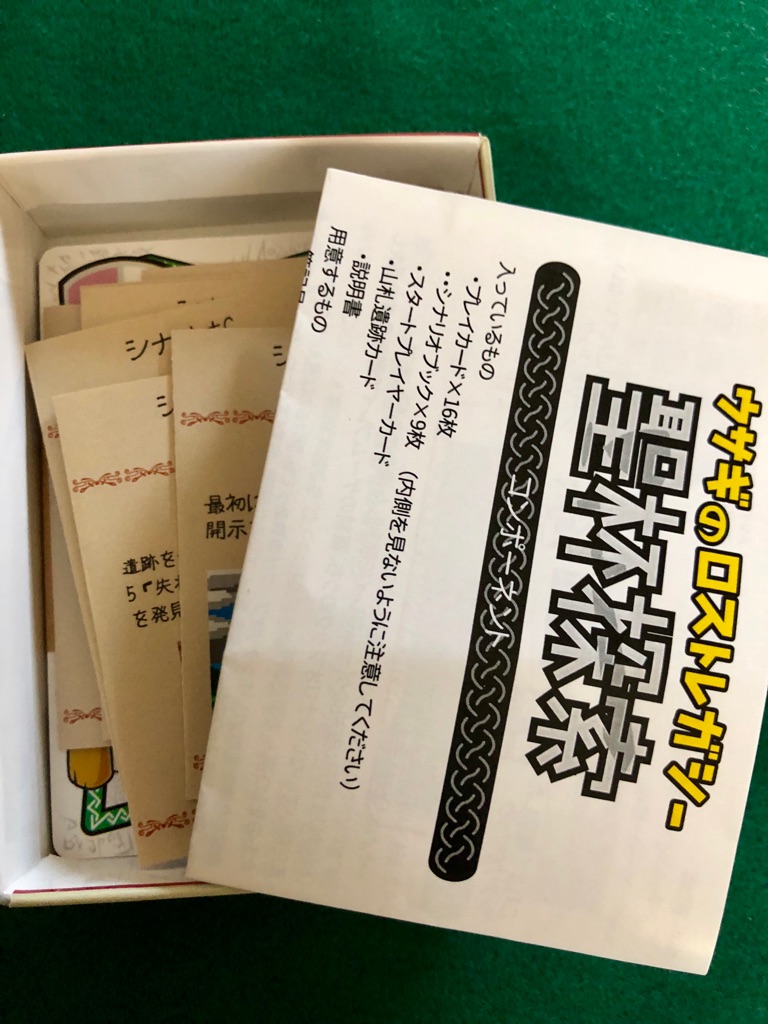 ウサギのロストレガシー
聖杯探索
コンポーネント
入っているもの
・プレイカード×16枚
・・シナリオブック×9枚 (内側を見ないように注意してください)
・スタートプレイヤーカード
・山札遺跡カード
・説明書
用意するもの
シナ
シ
シ
最初に
開示
遺跡を
5「失
を発見